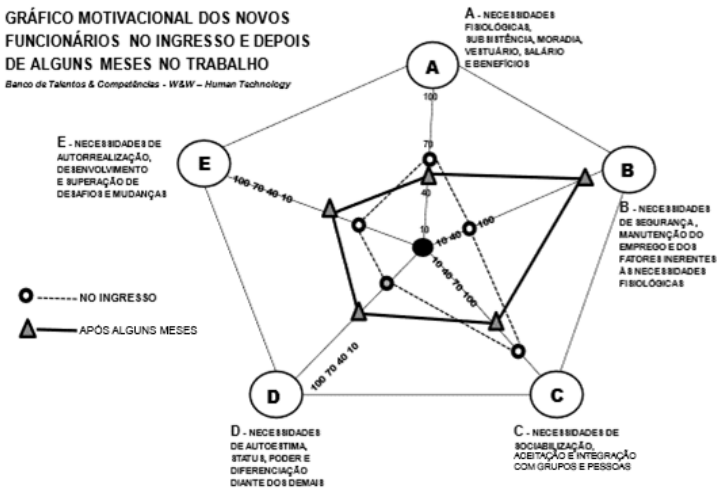 GRÁFICO MOTIVACIONAL DOS NOVOS
FUNCIONÁRIOS NO INGRESSO E DEPOIS
DE ALGUNS MESES NO TRABALHO
Banco de Talentos & Competências - W&W – Human Technology
A - NECESSIDADES
FISIOLÓGICAS,
SUBSISTÊNCIA, MORADIA,
VESTUÁRIO, SALÁRIO
E BENEFÍCIOS
A
100
70
40
10
E - NECESSIDADES DE
AUTORREALIZAÇÃO,
DESENVOLVIMENTO
E SUPERAÇÃO DE
DESAFIOS E MUDANÇAS
E
100 70 40 10
B
10 40 100
B - NECESSIDADES
DE SEGURANÇA,
MANUTENÇÃO DO
EMPREGO E DOS
FATORES INERENTES
ÀS NECESSIDADES
FISIOLÓGICAS
10 40 70 100
NO INGRESSO
APÓS ALGUNS MESES
100 70 40 10
D
C
D - NECESSIDADES
DE AUTOESTIMA,
STATUS, PODER E
DIFERENCIAÇÃO
DIANTE DOS DEMAIS
C - NECESSIDADES DE
SOCIABILIZAÇÃO,
ACEITAÇÃO E INTEGRAÇÃO
COM GRUPOS E PESSOAS